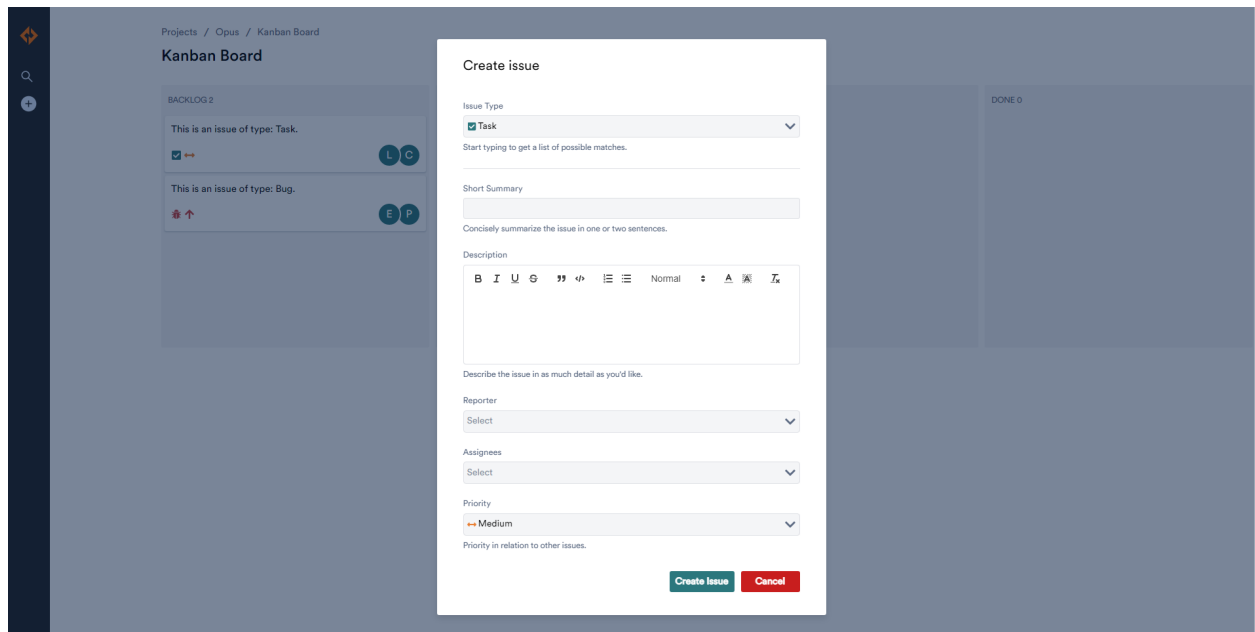 Projects / Opus / Kanban Board
Kanban Board
BACKLOG 2
This is an issue of type: Task.
L C
This is an issue of type: Bug.
E P
DONE 0
Create issue
Issue Type
Task
Start typing to get a list of possible matches.
Short Summary
Concisely summarize the issue in one or two sentences.
Description
B I U S Normal A A Tx
Describe the issue in as much detail as you'd like.
Reporter
Select
Assignees
Select
Priority
Medium
Priority in relation to other issues.
Create Issue Cancel